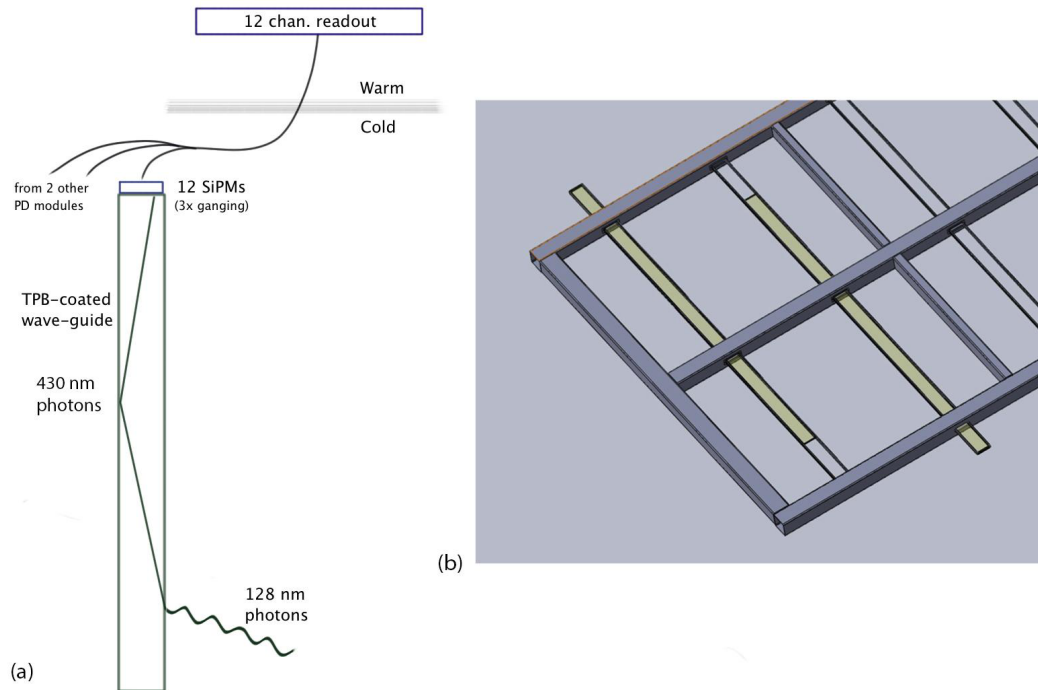 12 chan. readout
Warm
Cold
from 2 other
PD modules
12 SiPMs
(3x ganging)
TPB-coated
wave-guide
430 nm
photons
128 nm
photons
(a)
(b)